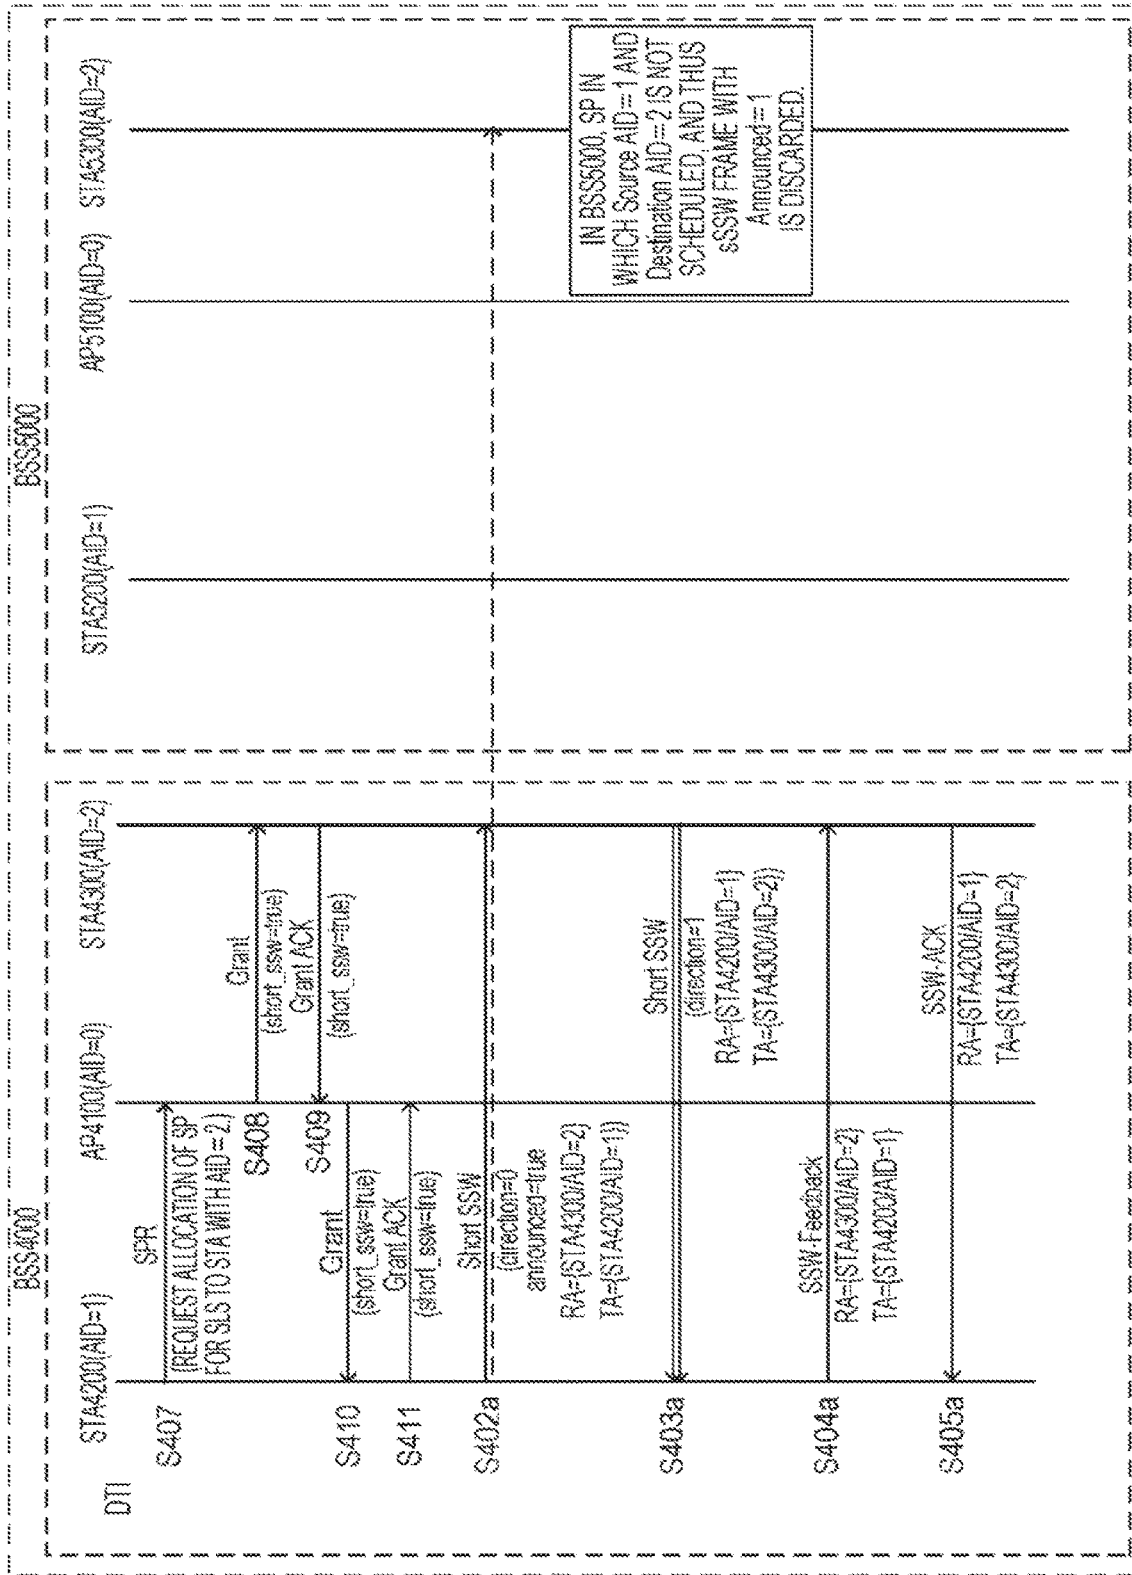 BSS4000
BSS5000
STA4200(AID=1)
AP4100(AID=0)
STA4300(AID=2)
STA5200(AID=1)
AP5100(AID=0)
STA5300(AID=2)
DTI
S407
SPR
(REQUEST ALLOCATION OF SP
FOR SLS TO STA WITH AID = 2.)
S408
Grant
(short_ssw=true)
S409
Grant ACK
(short_ssw=true)
S410
Grant
(short_ssw=true)
S411
Grant ACK
(short_ssw=true)
S402a
Short SSW
(direction=0
announced=true
RA={STA4300/AID=2}
TA={STA4200/AID=1})
S403a
Short SSW
(direction=1
RA={STA4200/AID=1}
TA={STA4300/AID=2})
S404a
SSW-Feedback
RA={STA4300/AID=2}
TA={STA4200/AID=1}
S405a
SSW-ACK
RA={STA4200/AID=1}
TA={STA4300/AID=2}
IN BSS5000, SP IN
WHICH Source AID = 1 AND
Destination AID = 2 IS NOT
SCHEDULED, AND THUS
sSSW FRAME WITH
Announced = 1
IS DISCARDED.